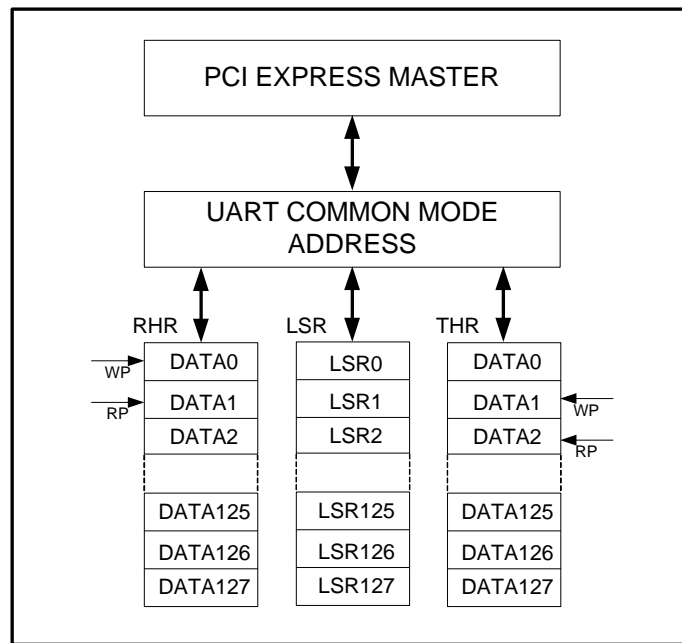 PCI EXPRESS MASTER
UART COMMON MODE
ADDRESS
RHR LSR THR
WP DATA0 LSR0 DATA0
RP DATA1 LSR1 DATA1 WP
DATA2 LSR2 DATA2 RP
DATA125 LSR125 DATA125
DATA126 LSR126 DATA126
DATA127 LSR127 DATA127